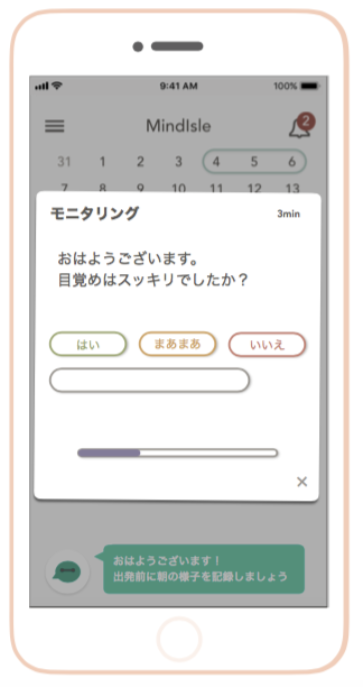 9:41 AM
100%
MindIsle
2
31 1 2 3 4 5 6
7 8 9 10 11 12 13
モニタリング
3min
おはようございます。
目覚めはスッキリでしたか？
はい まあまあ いいえ
×
おはようございます！
出発前に朝の様子を記録しましょう